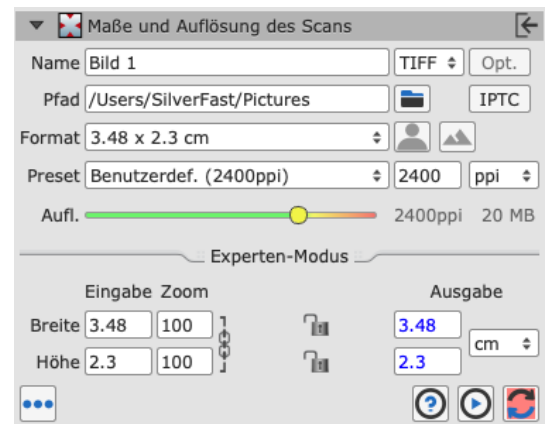 Maße und Auflösung des Scans
Name Bild 1 TIFF Opt.
Pfad /Users/SilverFast/Pictures IPTC
Format 3.48 x 2.3 cm
Preset Benutzerdef. (2400ppi) 2400 ppi
Aufl. 2400ppi 20 MB
Experten-Modus
Eingabe Zoom Ausgabe
Breite 3.48 100 3.48
cm
Höhe 2.3 100 2.3